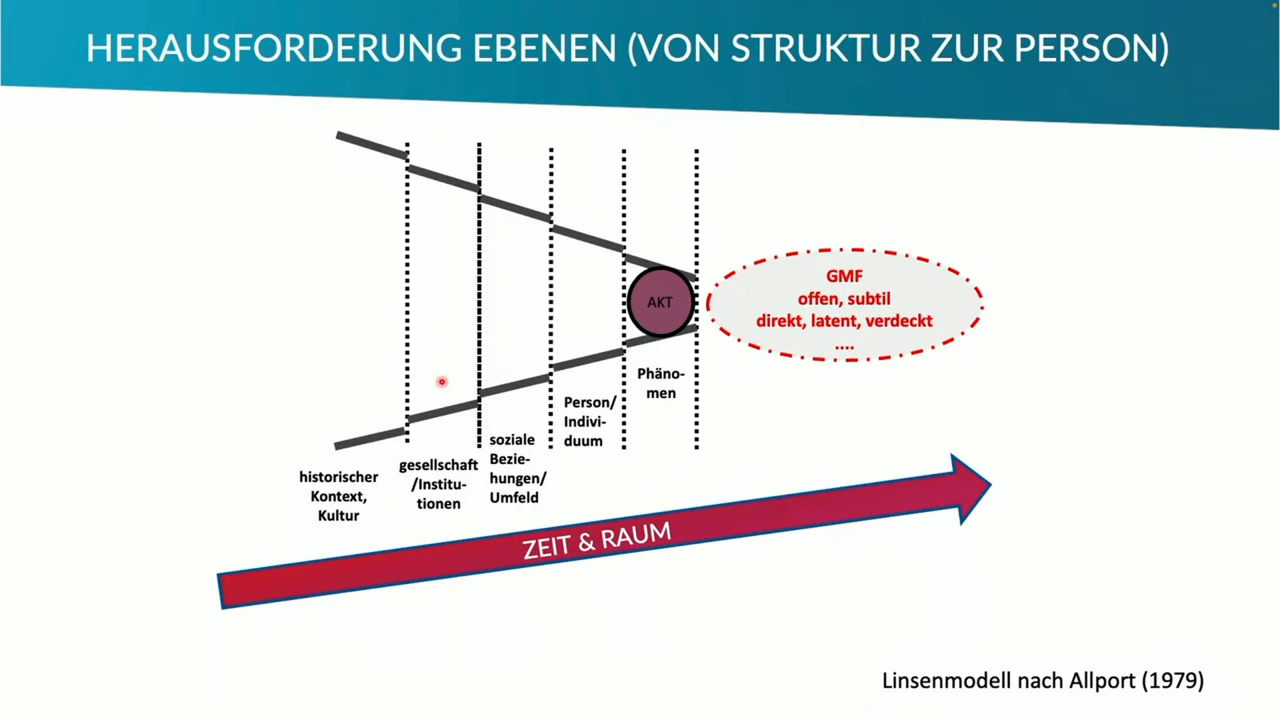 HERAUSFORDERUNG EBENEN (VON STRUKTUR ZUR PERSON)
AKT
GMF
offen, subtil
direkt, latent, verdeckt
....
historischer
Kontext,
Kultur
gesellschaft
/Institu-
tionen
soziale
Bezie-
hungen/
Umfeld
Person/
Indivi-
duum
Phäno-
men
ZEIT & RAUM
Linsenmodell nach Allport (1979)